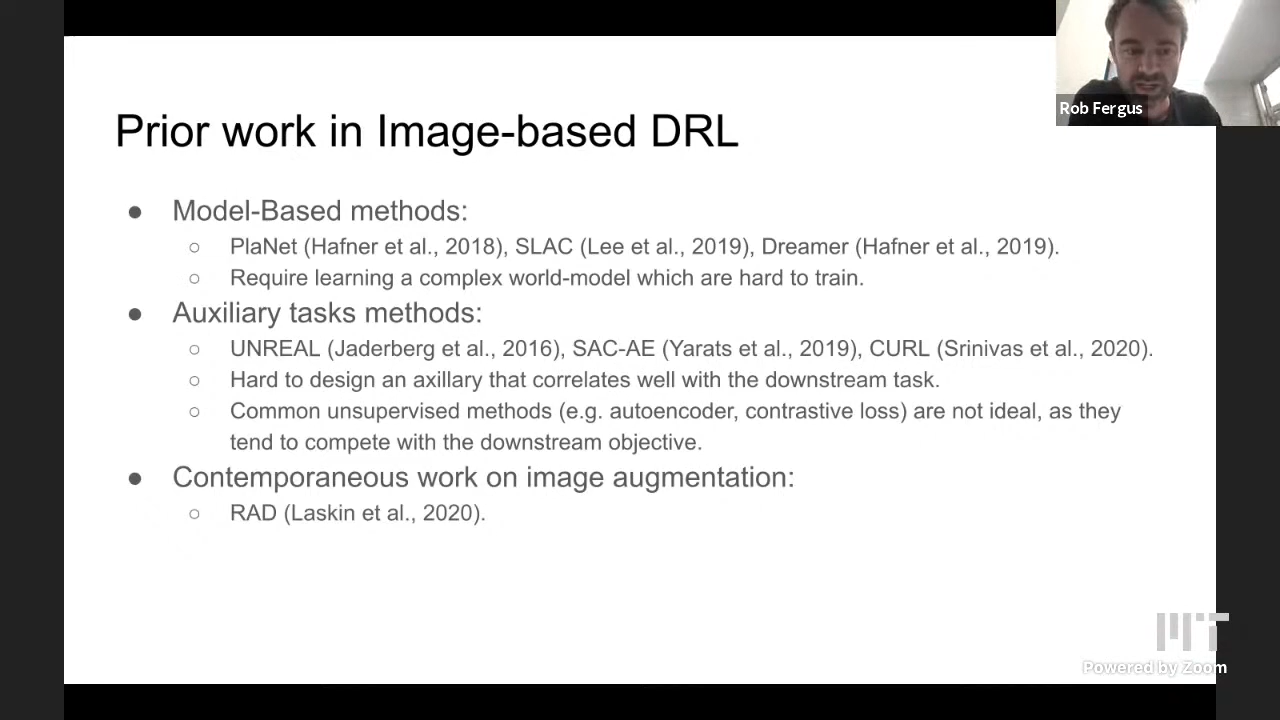 Rob Fergus
Prior work in Image-based DRL
● Model-Based methods:
○ PlaNet (Hafner et al., 2018), SLAC (Lee et al., 2019), Dreamer (Hafner et al., 2019).
○ Require learning a complex world-model which are hard to train.
● Auxiliary tasks methods:
○ UNREAL (Jaderberg et al., 2016), SAC-AE (Yarats et al., 2019), CURL (Srinivas et al., 2020).
○ Hard to design an axillary that correlates well with the downstream task.
○ Common unsupervised methods (e.g. autoencoder, contrastive loss) are not ideal, as they
tend to compete with the downstream objective.
● Contemporaneous work on image augmentation:
○ RAD (Laskin et al., 2020).
MIT
Powered by Zoom